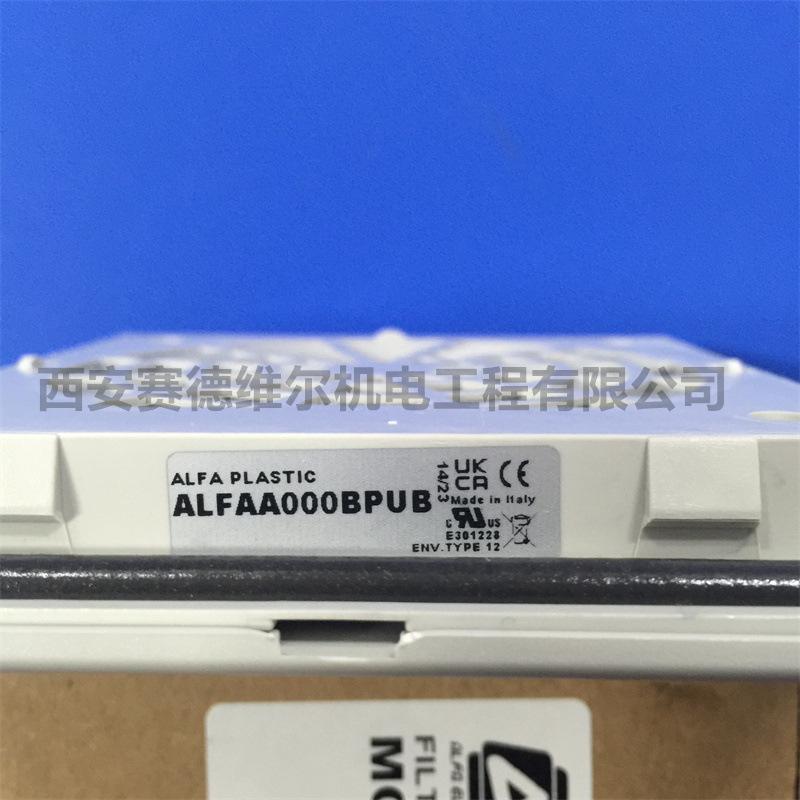 西安赛德维尔机电工程有限公司
ALFA PLASTIC
ALFAA000BPUB
14/23
UK
CA
CE
Made in Italy
c UR US
E301228
ENV.TYPE 12